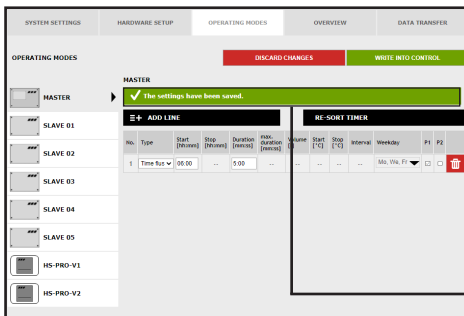 SYSTEM SETTINGS
HARDWARE SETUP
OPERATING MODES
OVERVIEW
DATA TRANSFER
OPERATING MODES
DISCARD CHANGES
WRITE INTO CONTROL
MASTER
MASTER
The settings have been saved.
ADD LINE
RE-SORT TIMER
No. Type Start [hh:mm] Stop [hh:mm] Duration [mm:ss] max. duration [mm:ss] Volume Start [°C] Stop [°C] Interval Weekday P1 P2
1 Time flus 06:00 -- 5:00 -- -- -- -- -- Mo, We, Fr
SLAVE 01
SLAVE 02
SLAVE 03
SLAVE 04
SLAVE 05
HS-PRO-V1
HS-PRO-V2